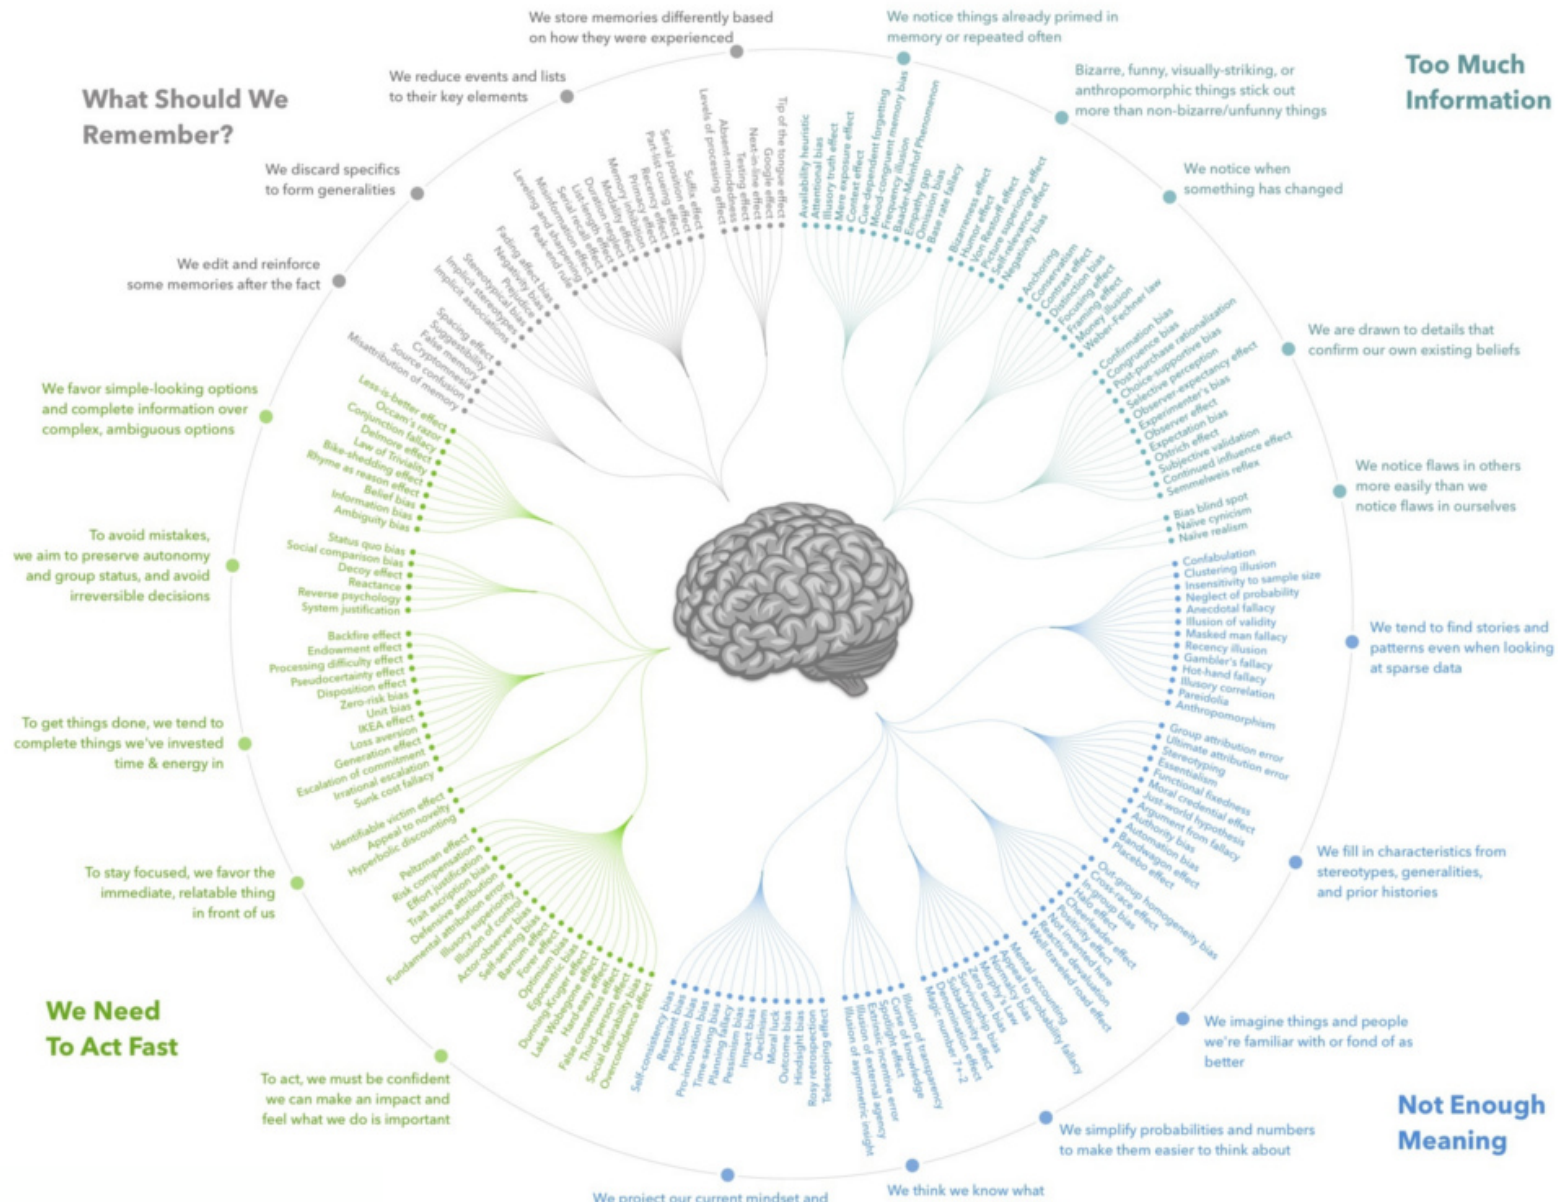 We store memories differently based
on how they were experienced
We notice things already primed in
memory or repeated often
Too Much
Information
Bizarre, funny, visually-striking, or
anthropomorphic things stick out
more than non-bizarre/unfunny things
We reduce events and lists
to their key elements
What Should We
Remember?
We discard specifics
to form generalities
We notice when
something has changed
We edit and reinforce
some memories after the fact
We are drawn to details that
confirm our own existing beliefs
We favor simple-looking options
and complete information over
complex, ambiguous options
We notice flaws in others
more easily than we
notice flaws in ourselves
To avoid mistakes,
we aim to preserve autonomy
and group status, and avoid
irreversible decisions
We tend to find stories and
patterns even when looking
at sparse data
To get things done, we tend to
complete things we've invested
time & energy in
We fill in characteristics from
stereotypes, generalities,
and prior histories
To stay focused, we favor the
immediate, relatable thing
in front of us
We imagine things and people
we're familiar with or fond of as
better
We Need
To Act Fast
To act, we must be confident
we can make an impact and
feel what we do is important
Not Enough
Meaning
We simplify probabilities and numbers
to make them easier to think about
We think we know what
We project our current mindset and
Availability heuristic
Attentional bias
Illusory truth effect
Mere exposure effect
Context effect
Cue-dependent forgetting
Mood-congruent memory bias
Frequency illusion
Baader-Meinhof Phenomenon
Empathy gap
Omission bias
Base rate fallacy
Bizarreness effect
Humor effect
Von Restorff effect
Picture superiority effect
Self-relevance effect
Negativity bias
Anchoring
Conservatism
Contrast effect
Distinction bias
Focusing effect
Framing effect
Money illusion
Weber-Fechner law
Confirmation bias
Congruence bias
Post-purchase rationalization
Choice-supportive bias
Selective perception
Observer-expectancy effect
Experimenter's bias
Observer effect
Expectation bias
Ostrich effect
Subjective validation
Continued influence effect
Semmelweis reflex
Bias blind spot
Naïve cynicism
Naïve realism
Confabulation
Clustering illusion
Insensitivity to sample size
Neglect of probability
Anecdotal fallacy
Illusion of validity
Masked man fallacy
Recency illusion
Gambler's fallacy
Hot-hand fallacy
Illusory correlation
Pareidolia
Anthropomorphism
Group attribution error
Ultimate attribution error
Stereotyping
Essentialism
Functional fixedness
Moral credential effect
Just-world hypothesis
Argument from fallacy
Authority bias
Automation bias
Bandwagon effect
Placebo effect
Out-group homogeneity bias
Cross-race effect
In-group bias
Halo effect
Cheerleader effect
Positivity effect
Not invented here
Reactive devaluation
Well-traveled road effect
Mental accounting
Appeal to probability fallacy
Normalcy bias
Murphy's Law
Zero sum bias
Survivorship bias
Subadditivity effect
Denomination effect
Magic number 7+-2
Illusion of transparency
Curse of knowledge
Spotlight effect
Extrinsic incentive error
Illusion of external agency
Illusion of asymmetric insight
Telescoping effect
Rosy retrospection
Hindsight bias
Outcome bias
Moral luck
Declinism
Impact bias
Pessimism bias
Planning fallacy
Time-saving bias
Pro-innovation bias
Projection bias
Restraint bias
Self-consistency bias
Overconfidence effect
Social desirability bias
Third-person effect
False consensus effect
Hard-easy effect
Lake Wobegone effect
Dunning-Kruger effect
Egocentric bias
Optimism bias
Forer effect
Barnum effect
Self-serving bias
Actor-observer bias
Illusion of control
Illusory superiority
Fundamental attribution error
Defensive attribution
Trait ascription bias
Effort justification
Risk compensation
Peltzman effect
Hyperbolic discounting
Appeal to novelty
Identifiable victim effect
Sunk cost fallacy
Irrational escalation
Escalation of commitment
Generation effect
Loss aversion
IKEA effect
Unit bias
Zero-risk bias
Disposition effect
Pseudocertainty effect
Processing difficulty effect
Endowment effect
Backfire effect
System justification
Reverse psychology
Reactance
Decoy effect
Social comparison bias
Status quo bias
Ambiguity bias
Information bias
Belief bias
Rhyme as reason effect
Bike-shedding effect
Law of Triviality
Delmore effect
Conjunction fallacy
Occam's razor
Less-is-better effect
Misattribution of memory
Source confusion
Cryptomnesia
False memory
Suggestibility
Spacing effect
Implicit associations
Implicit stereotypes
Stereotypical bias
Prejudice
Negativity bias
Fading affect bias
Peak-end rule
Leveling and sharpening
Misinformation effect
Serial recall effect
List-length effect
Duration neglect
Modality effect
Memory inhibition
Primacy effect
Recency effect
Part-list cueing effect
Serial position effect
Suffix effect
Levels of processing effect
Absent-mindedness
Testing effect
Next-in-line effect
Google effect
Tip of the tongue effect